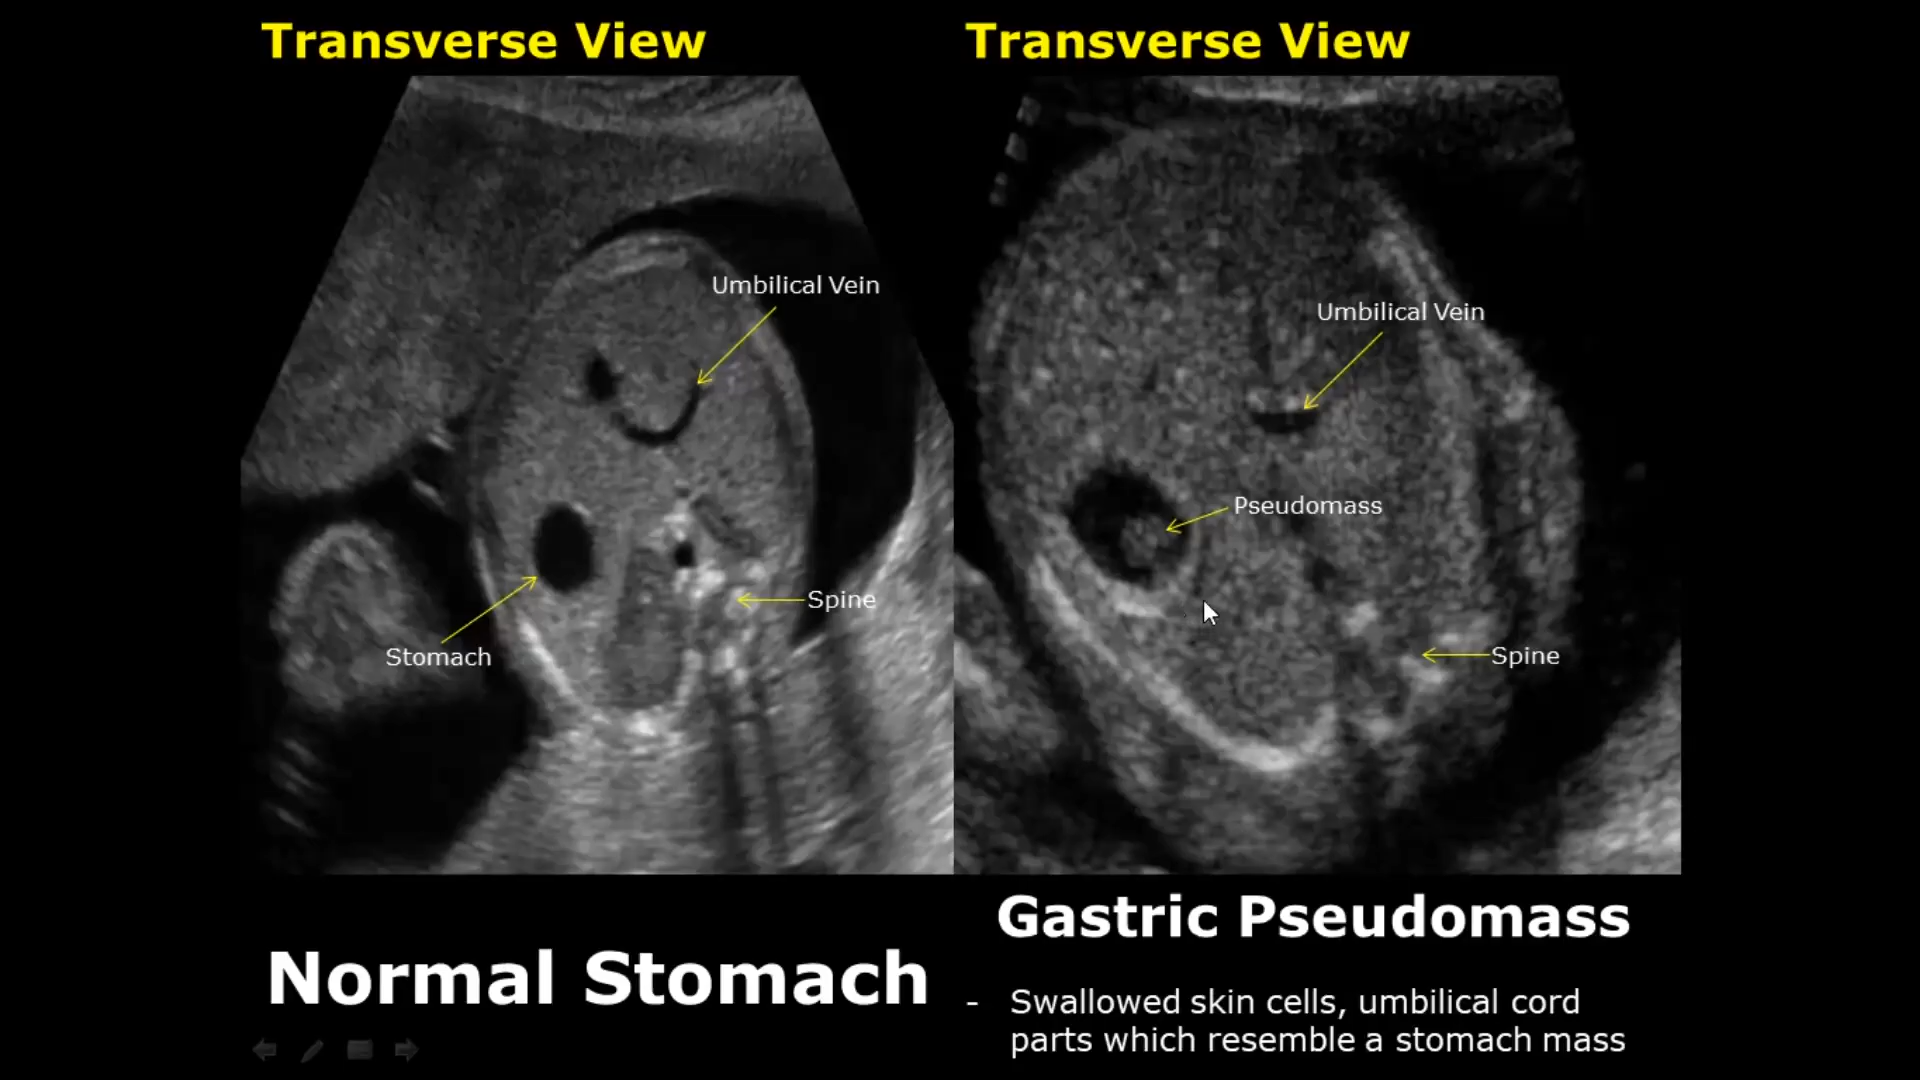 Transverse View
Umbilical Vein
Stomach
Spine
Normal Stomach
Transverse View
Umbilical Vein
Pseudomass
Spine
Gastric Pseudomass
- Swallowed skin cells, umbilical cord
parts which resemble a stomach mass